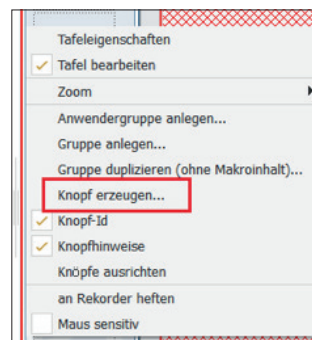 Tafeleigenschaften
Tafel bearbeiten
Zoom
Anwendergruppe anlegen...
Gruppe anlegen...
Gruppe duplizieren (ohne Makroinhalt)...
Knopf erzeugen...
Knopf-Id
Knopfhinweise
Knöpfe ausrichten
an Rekorder heften
Maus sensitiv